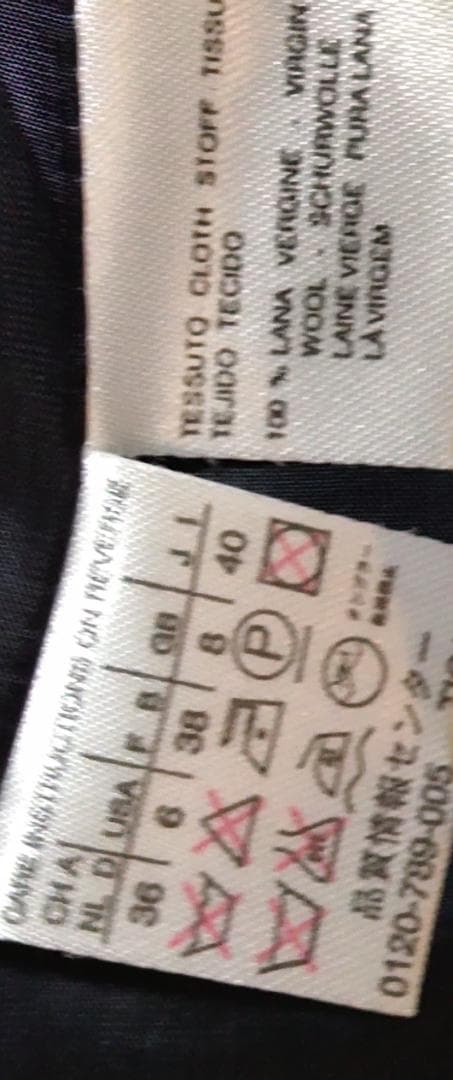 TESSUTO CLOTH STOFF TISSU
TEJIDO TECIDO
100 % LANA VERGINE - VIRGIN
WOOL - SCHURWOLLE
LAINE VIERGE PURA LANA
LÃ VIRGEM
CARE INSTRUCTIONS ON REVERSE
CH A
NL D USA F B GB J I
36 6 38 8 40
P
品質情報センター
0120-789-005